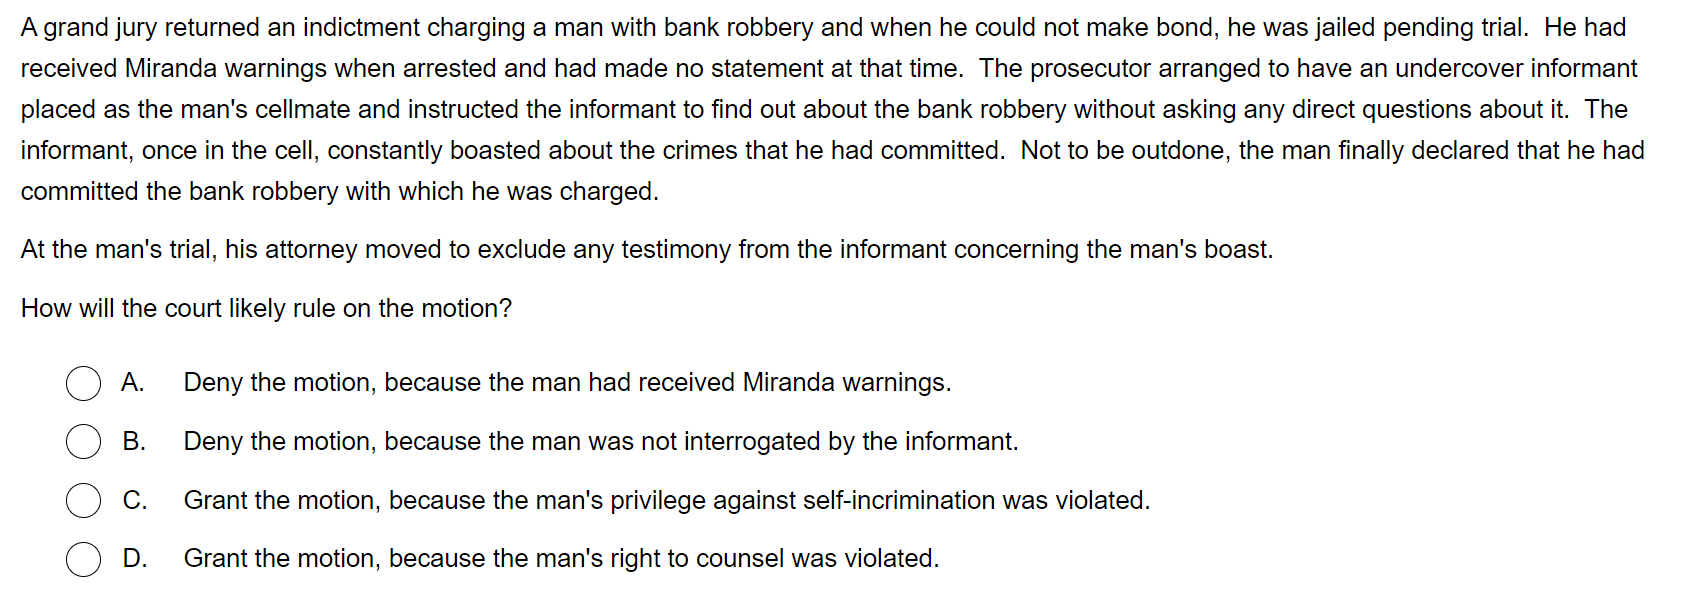 A grand jury returned an indictment charging a man with bank robbery and when he could not make bond, he was jailed pending trial.  He had
received Miranda warnings when arrested and had made no statement at that time.  The prosecutor arranged to have an undercover informant
placed as the man's cellmate and instructed the informant to find out about the bank robbery without asking any direct questions about it.  The
informant, once in the cell, constantly boasted about the crimes that he had committed.  Not to be outdone, the man finally declared that he had
committed the bank robbery with which he was charged.
At the man's trial, his attorney moved to exclude any testimony from the informant concerning the man's boast.
How will the court likely rule on the motion?
A. Deny the motion, because the man had received Miranda warnings.
B. Deny the motion, because the man was not interrogated by the informant.
C. Grant the motion, because the man's privilege against self-incrimination was violated.
D. Grant the motion, because the man's right to counsel was violated.